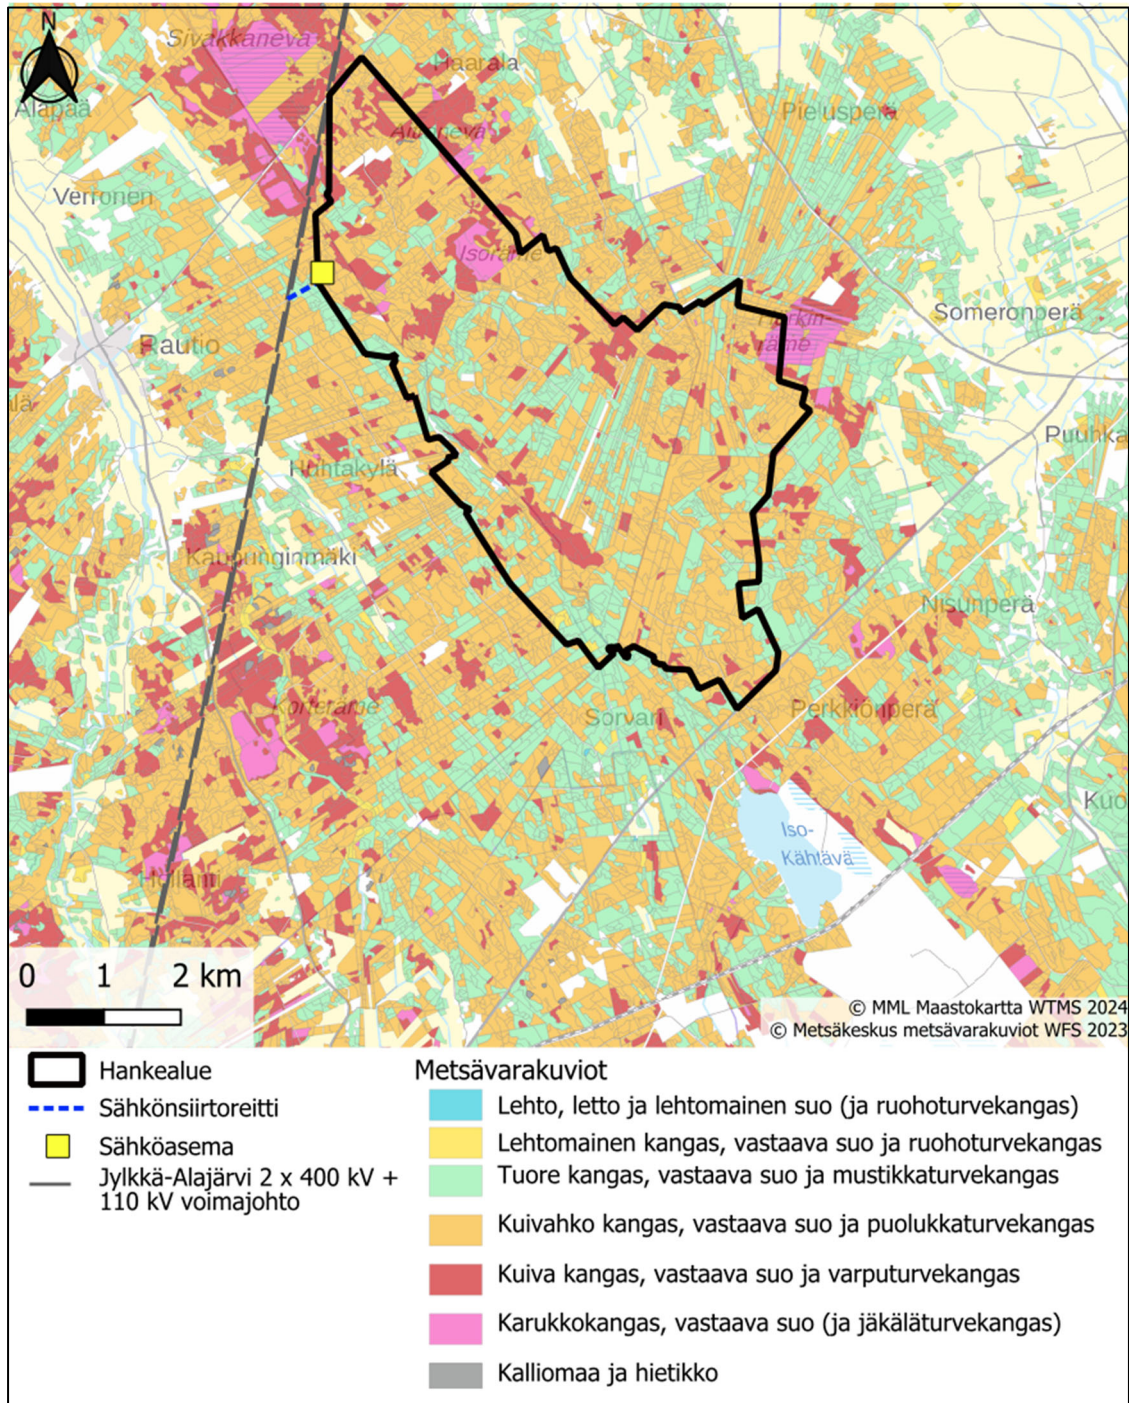 N
Sivakkaneva
Haarala
Alapää
Pieluspera
Verronen
Isoräme
Someronperä
Rautio
räme
Puuhka
Huhtakylä
Kaupunginmäki
Nisunperä
Sorvari
Perkkiönperä
Kuo
Iso-
Kähtävä
0 1 2 km
© MML Maastokartta WTMS 2024
© Metsäkeskus metsävarakuviot WFS 2023
Hankealue
Sähkönsiirtoreitti
Sähköasema
Jylkkä-Alajärvi 2 x 400 kV +
110 kV voimajohto
Metsävarakuviot
Lehto, letto ja lehtomainen suo (ja ruohoturvekangas)
Lehtomainen kangas, vastaava suo ja ruohoturvekangas
Tuore kangas, vastaava suo ja mustikkaturvekangas
Kuivahko kangas, vastaava suo ja puolukkaturvekangas
Kuiva kangas, vastaava suo ja varputurvekangas
Karukkokangas, vastaava suo (ja jäkäläturvekangas)
Kalliomaa ja hietikko